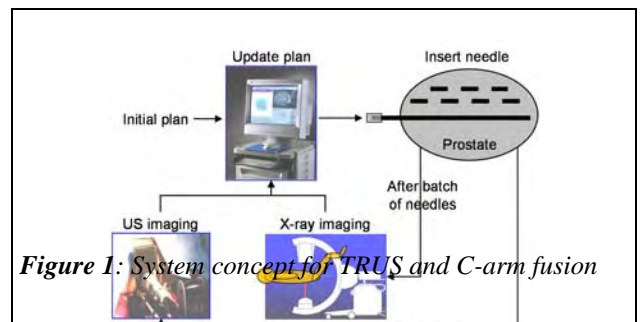 Update plan
Insert needle
Initial plan
Prostate
After batch
of needles
US imaging
X-ray imaging
Figure 1: System concept for TRUS and C-arm fusion